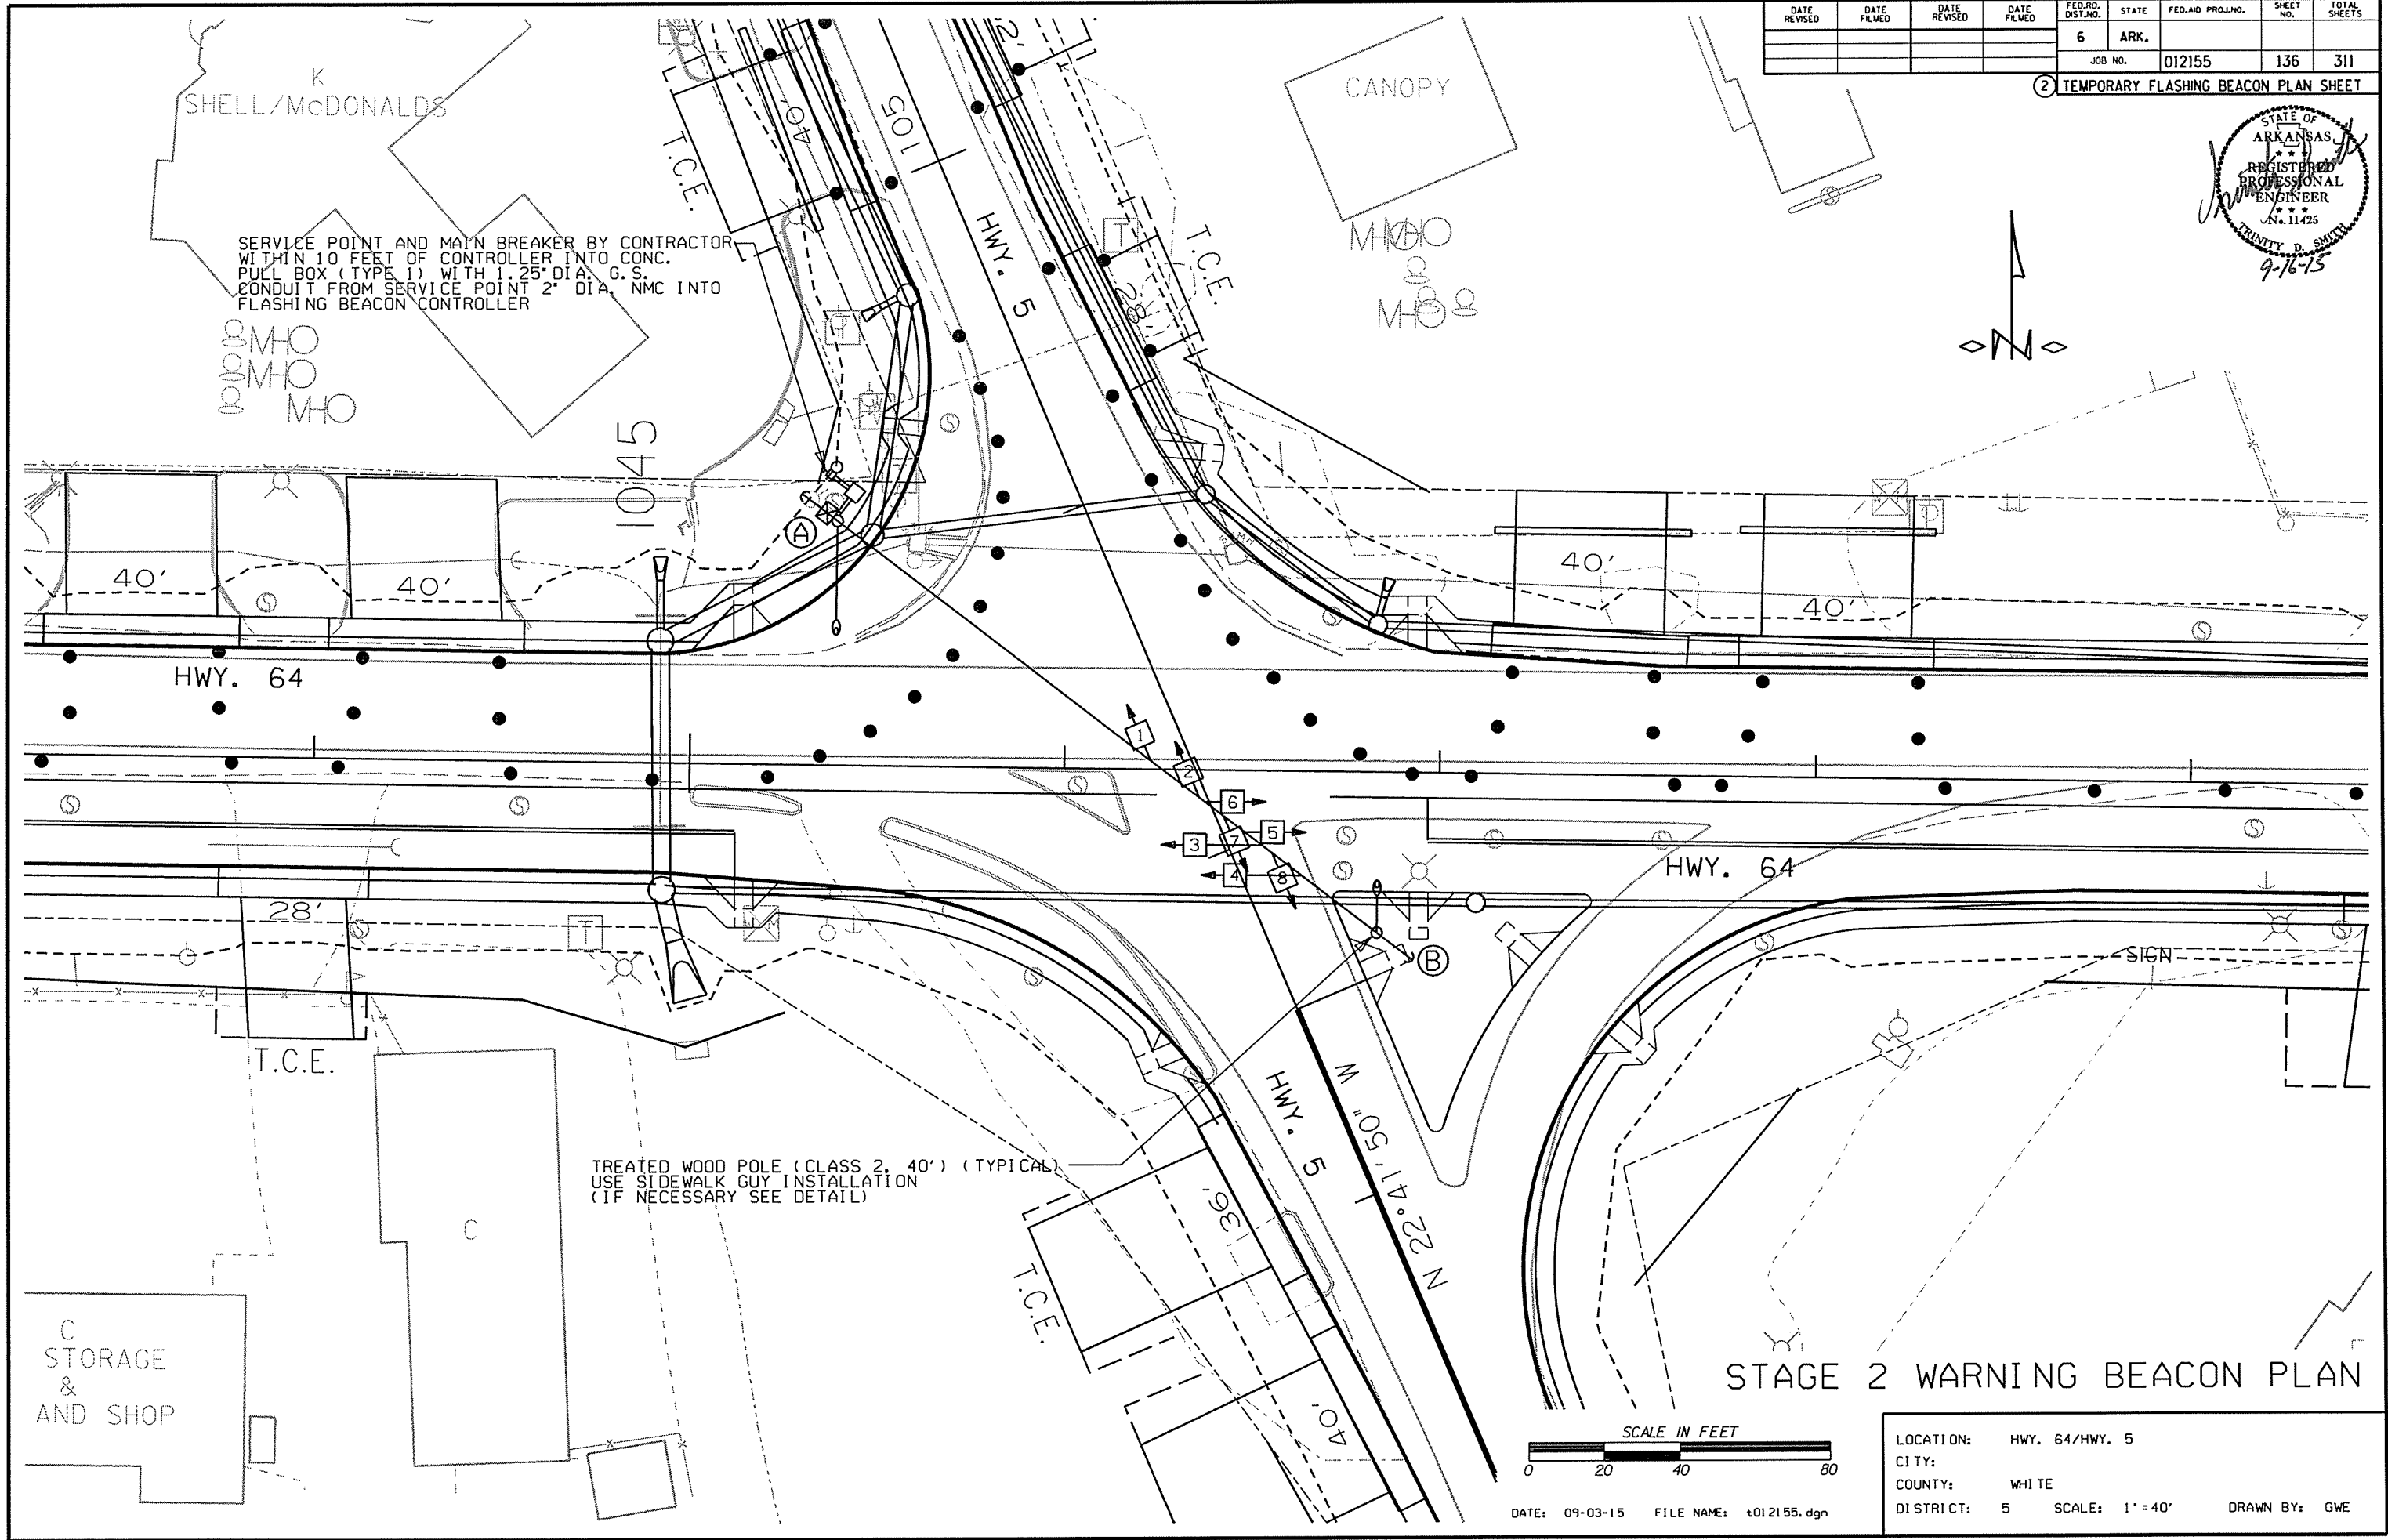 DATE REVISED
DATE FILMED
DATE REVISED
DATE FILMED
FED.RD. DIST.NO.
STATE
FED.AID PROJ.NO.
SHEET NO.
TOTAL SHEETS
6
ARK.
JOB NO.
012155
136
311
2 TEMPORARY FLASHING BEACON PLAN SHEET
STATE OF
ARKANSAS
REGISTERED
PROFESSIONAL
ENGINEER
No. 11425
TRINITY D. SMITH
9-16-15
K
SHELL/McDONALDS
CANOPY
T.C.E.
40'
105
HWY. 5
T
T.C.E.
28'
SERVICE POINT AND MAIN BREAKER BY CONTRACTOR
WITHIN 10 FEET OF CONTROLLER INTO CONC.
PULL BOX (TYPE 1) WITH 1.25" DIA. G.S.
CONDUIT FROM SERVICE POINT 2" DIA. NMC INTO
FLASHING BEACON CONTROLLER
N
1045
A
40'
40'
40'
40'
HWY. 64
1
2
6
5
3
7
4
8
HWY. 64
28'
T
B
SIGN
T.C.E.
HWY. 5
N 22°41'50" W
TREATED WOOD POLE (CLASS 2, 40') (TYPICAL)
USE SIDEWALK GUY INSTALLATION
(IF NECESSARY SEE DETAIL)
36'
T.C.E.
C
C
STORAGE
&
AND SHOP
40'
STAGE 2 WARNING BEACON PLAN
SCALE IN FEET
0 20 40 80
DATE: 09-03-15 FILE NAME: t012155.dgn
LOCATION: HWY. 64/HWY. 5
CITY:
COUNTY: WHITE
DISTRICT: 5 SCALE: 1"=40' DRAWN BY: GWE